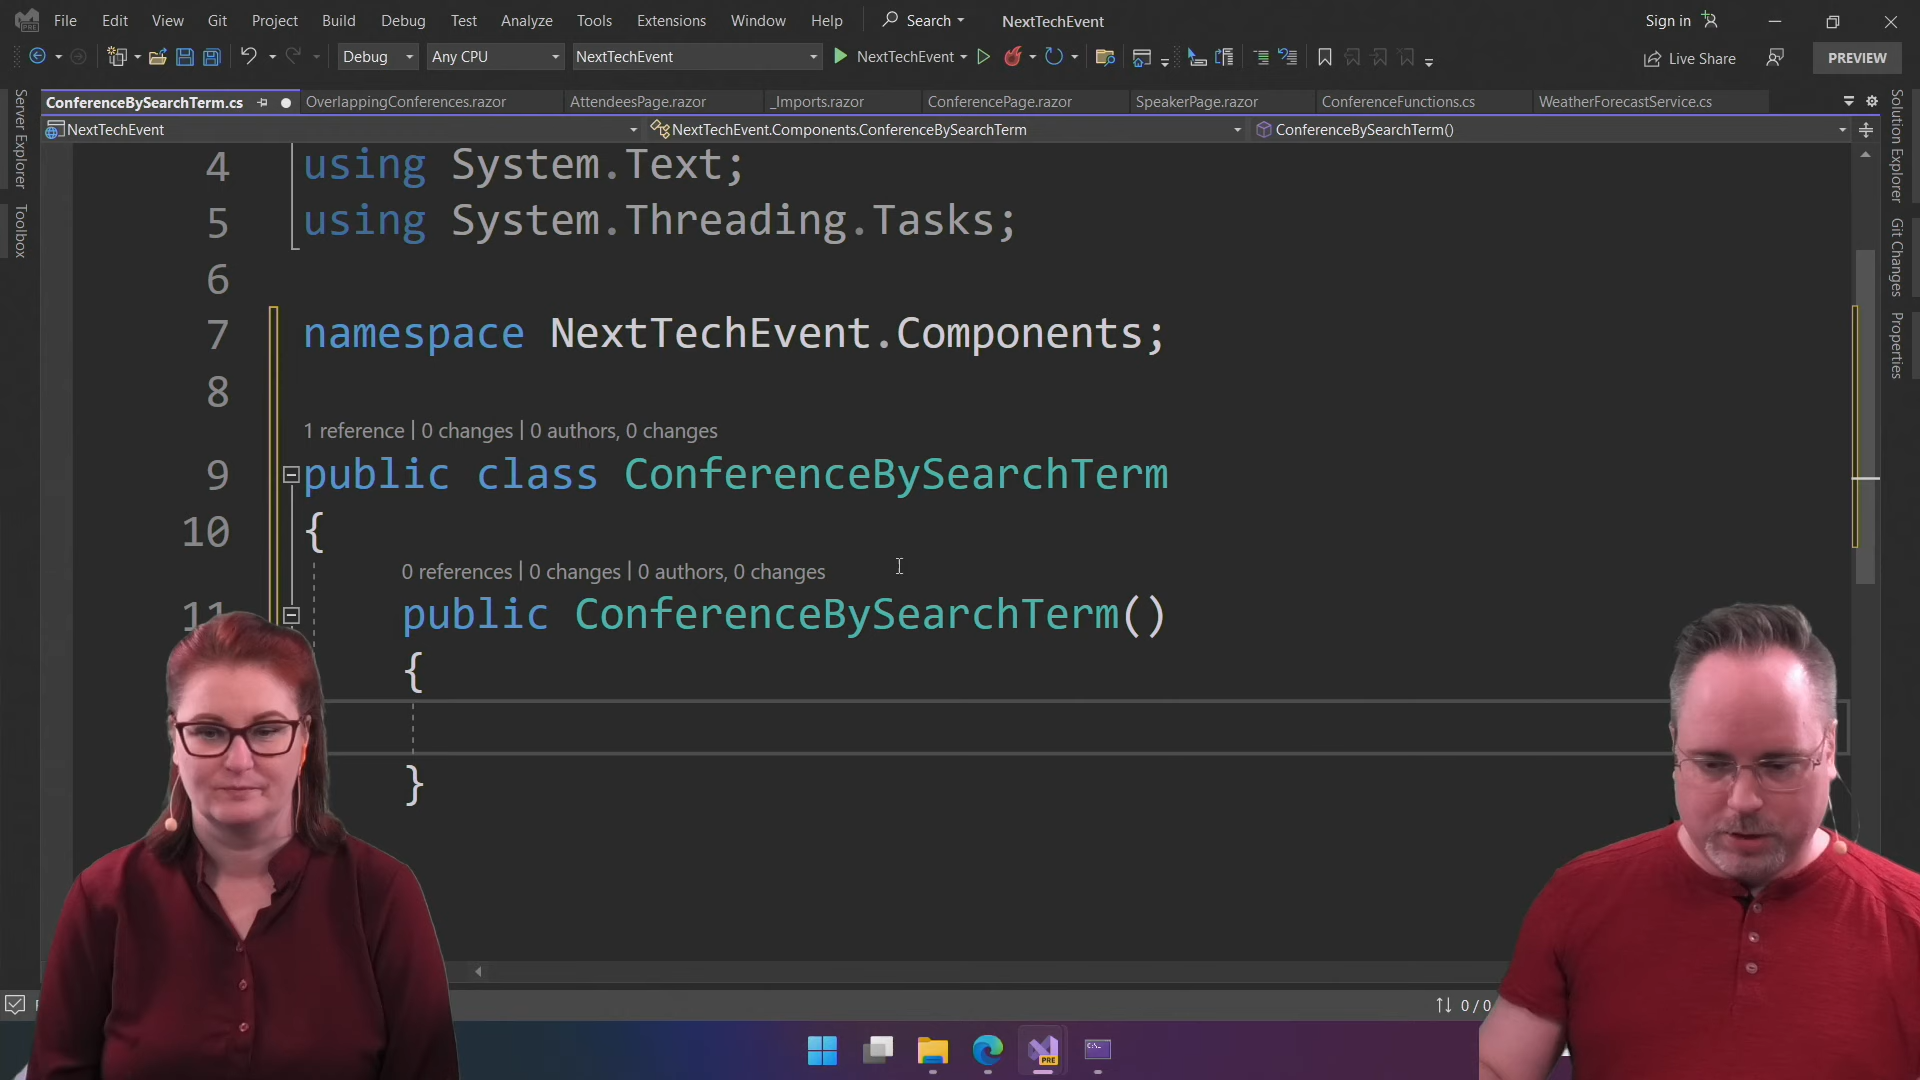 File Edit View Git Project Build Debug Test Analyze Tools Extensions Window Help Search NextTechEvent Sign in
Debug Any CPU NextTechEvent NextTechEvent Live Share PREVIEW
ConferenceBySearchTerm.cs OverlappingConferences.razor AttendeesPage.razor _Imports.razor ConferencePage.razor SpeakerPage.razor ConferenceFunctions.cs WeatherForecastService.cs
NextTechEvent NextTechEvent.Components.ConferenceBySearchTerm ConferenceBySearchTerm()
Server Explorer
Toolbox
Solution Explorer
Git Changes
Properties
4 using System.Text;
5 using System.Threading.Tasks;
6
7 namespace NextTechEvent.Components;
8
1 reference | 0 changes | 0 authors, 0 changes
9 public class ConferenceBySearchTerm
10 {
0 references | 0 changes | 0 authors, 0 changes
11 public ConferenceBySearchTerm()
{
}
0 / 0
PRE